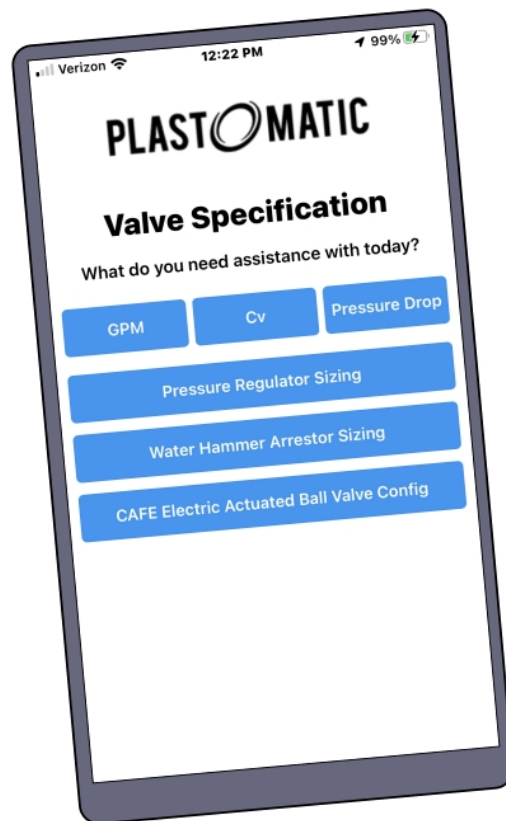 Verizon 12:22 PM 99%
PLASTOMATIC
Valve Specification
What do you need assistance with today?
GPM Cv Pressure Drop
Pressure Regulator Sizing
Water Hammer Arrestor Sizing
CAFE Electric Actuated Ball Valve Config